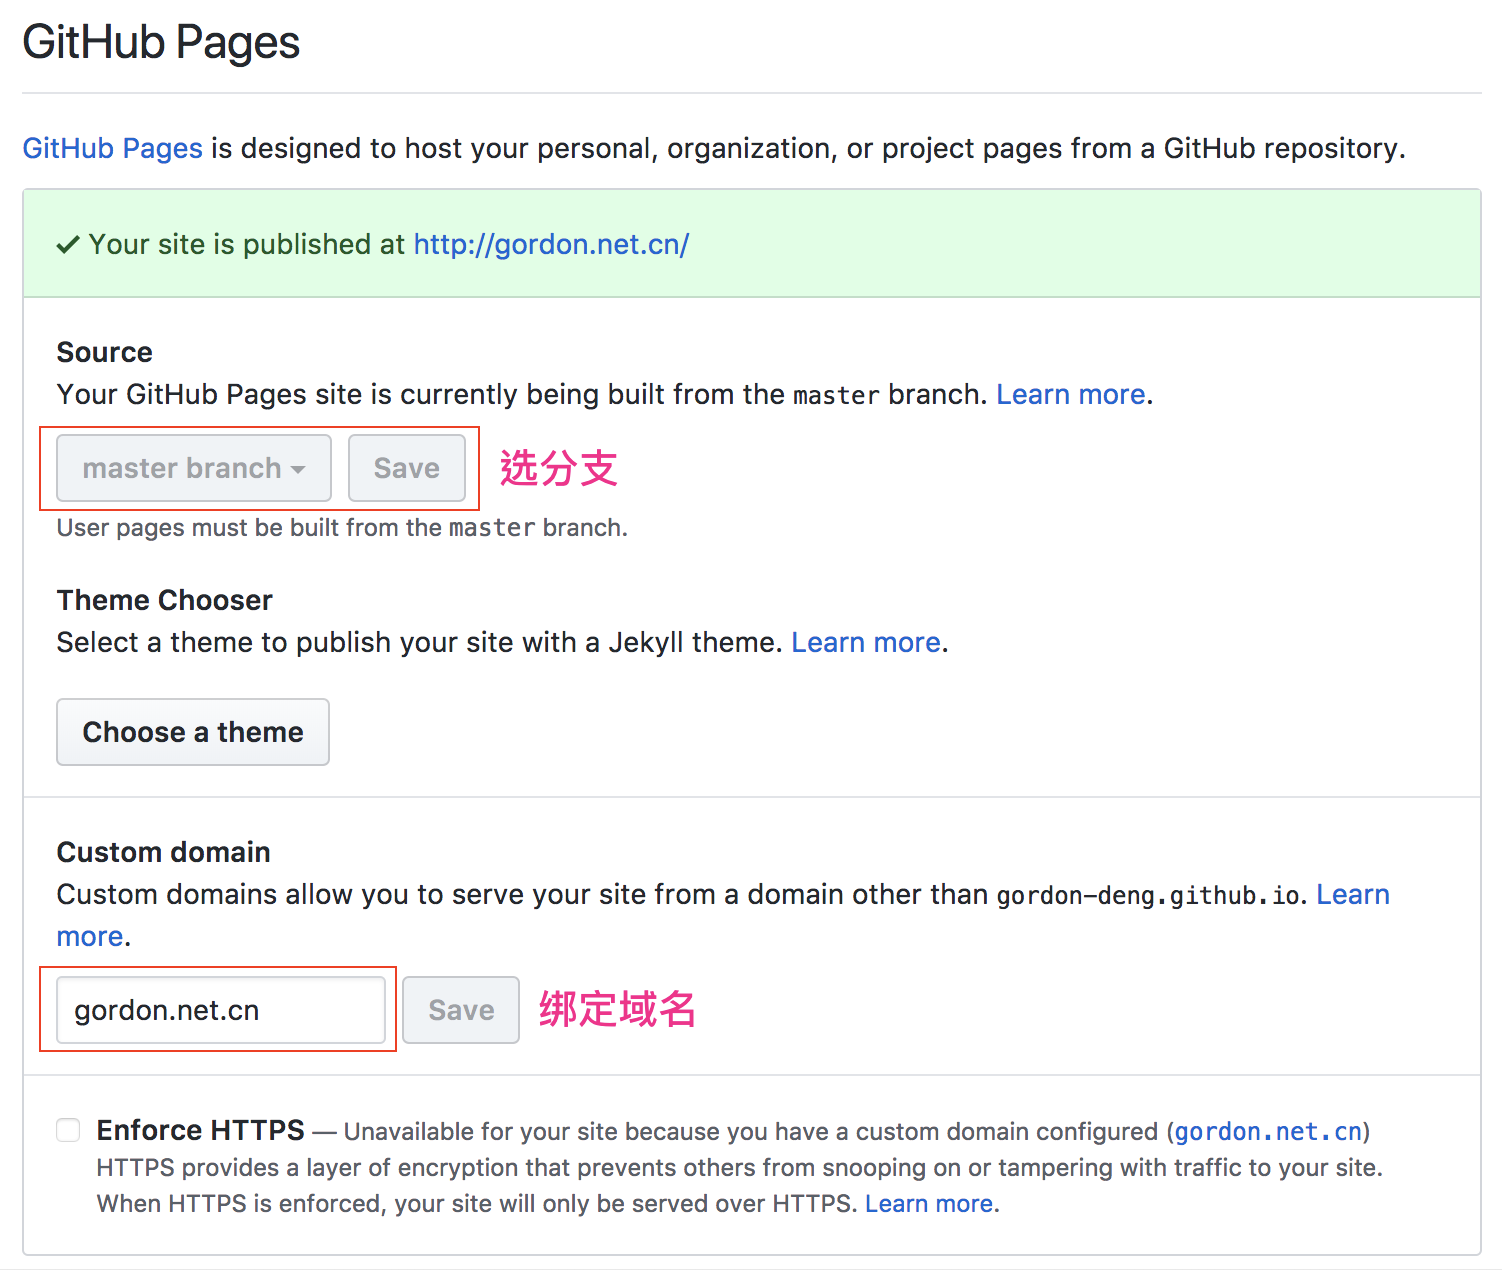 GitHub Pages
GitHub Pages is designed to host your personal, organization, or project pages from a GitHub repository.
Your site is published at http://gordon.net.cn/
Source
Your GitHub Pages site is currently being built from the master branch. Learn more.
master branch Save 选分支
User pages must be built from the master branch.
Theme Chooser
Select a theme to publish your site with a Jekyll theme. Learn more.
Choose a theme
Custom domain
Custom domains allow you to serve your site from a domain other than gordon-deng.github.io. Learn
more.
gordon.net.cn Save 绑定域名
Enforce HTTPS — Unavailable for your site because you have a custom domain configured (gordon.net.cn)
HTTPS provides a layer of encryption that prevents others from snooping on or tampering with traffic to your site.
When HTTPS is enforced, your site will only be served over HTTPS. Learn more.